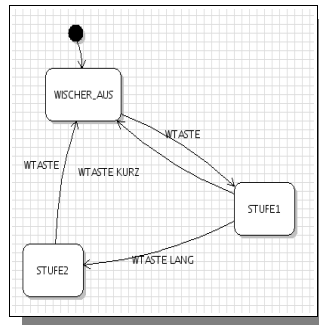 WISCHER_AUS
WTASTE
WTASTE
WTASTE KURZ
STUFE1
WTASTE LANG
STUFE2